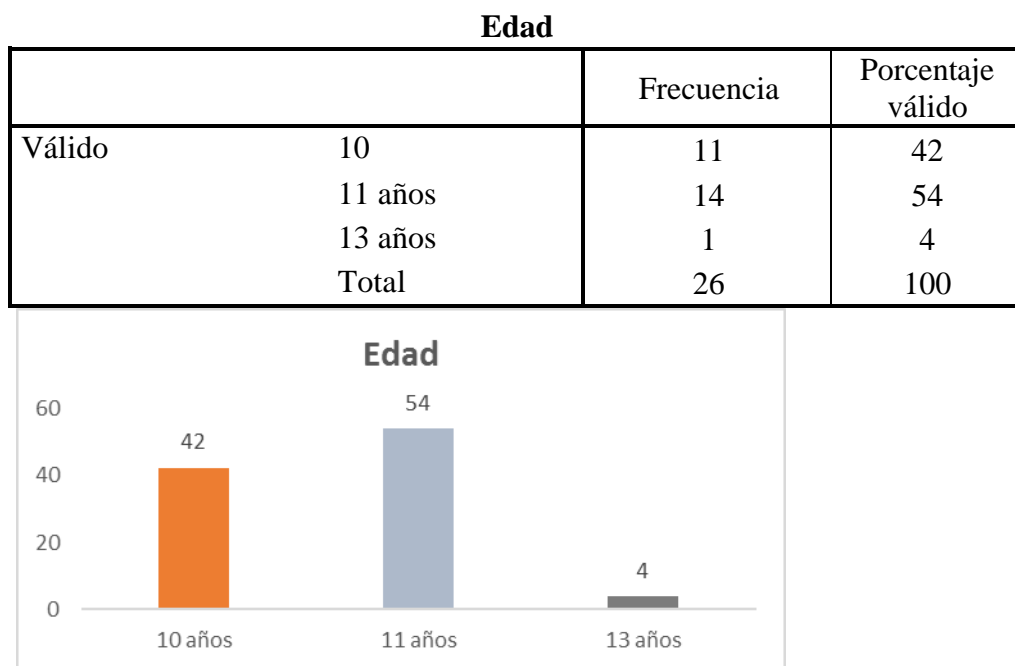 Edad
Frecuencia Porcentaje válido
Válido 10 11 42
11 años 14 54
13 años 1 4
Total 26 100
Edad
60
40
20
0
42
54
4
10 años 11 años 13 años